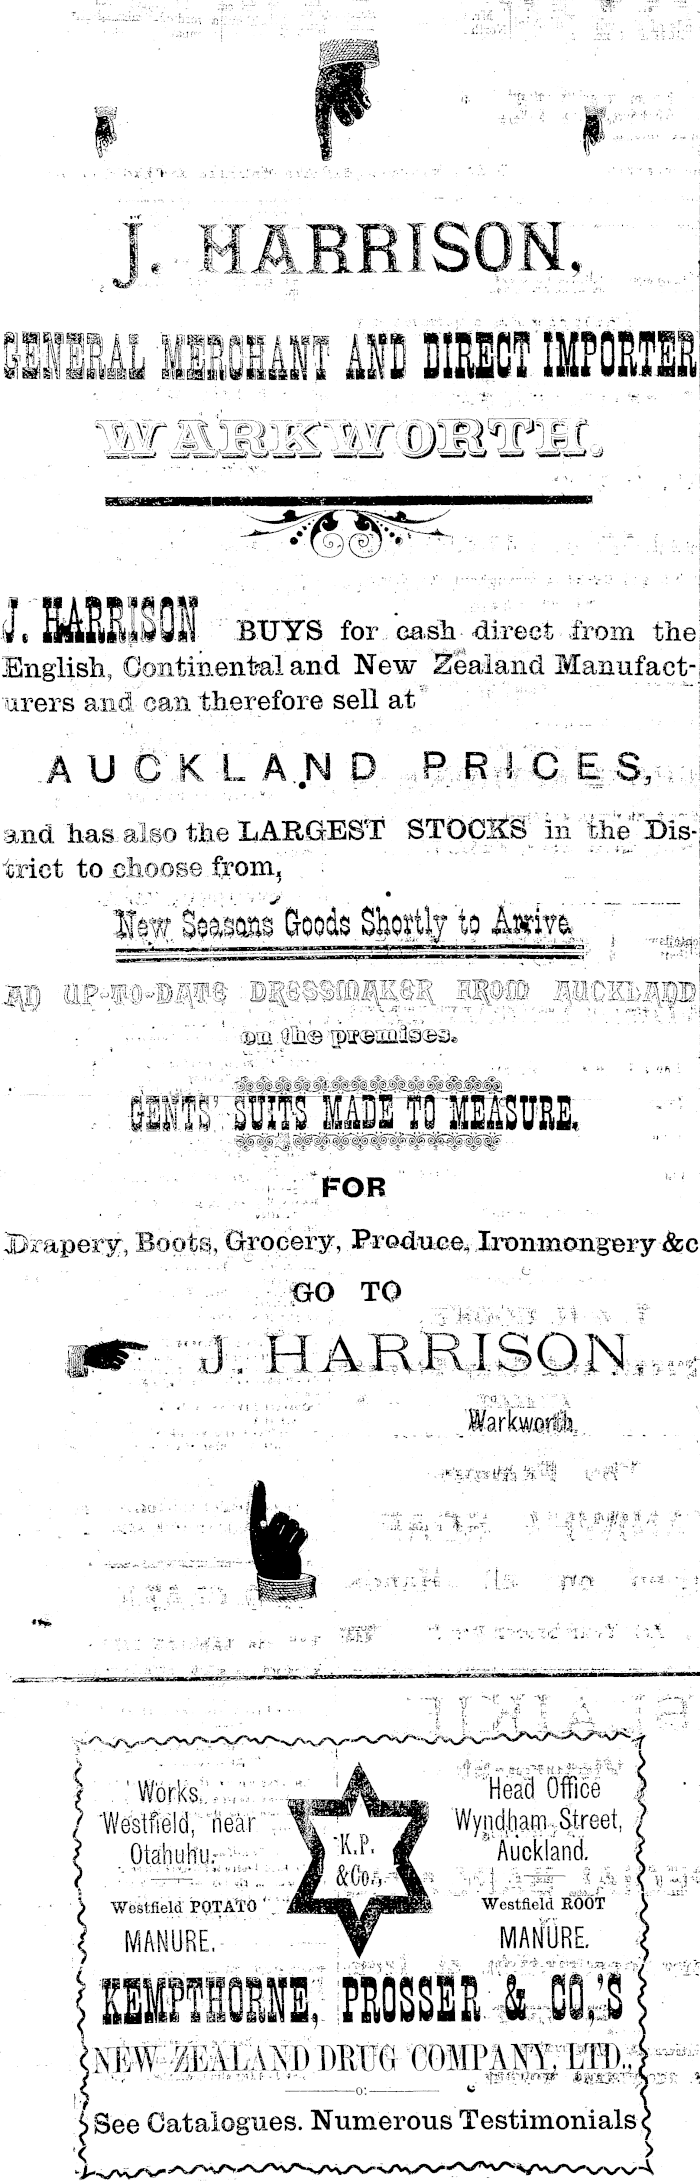 J. HARRISON,
GENERAL MERCHANT AND DIRECT IMPORTER
WARKWORTH.
J. HARRISON BUYS for cash direct from the
English, Continental and New Zealand Manufact-
urers and can therefore sell at
AUCKLAND PRICES,
and has also the LARGEST STOCKS in the Dis-
trict to choose from,
New Seasons Goods Shortly to Arrive
AN UP-TO-DATE DRESSMAKER FROM AUCKLAND
on the premises.
GENTS' SUITS MADE TO MEASURE.
FOR
Drapery, Boots, Grocery, Produce, Ironmongery &c
GO TO
J. HARRISON,
Warkworth,
Works,
Westfield, near
Otahuhu.
Westfield POTATO
MANURE.
K.P.
& Co.
Head Office
Wyndham Street,
Auckland.
Westfield ROOT
MANURE.
KEMPTHORNE, PROSSER & CO,'S
NEW ZEALAND DRUG COMPANY, LTD.,
:o:
See Catalogues. Numerous Testimonials